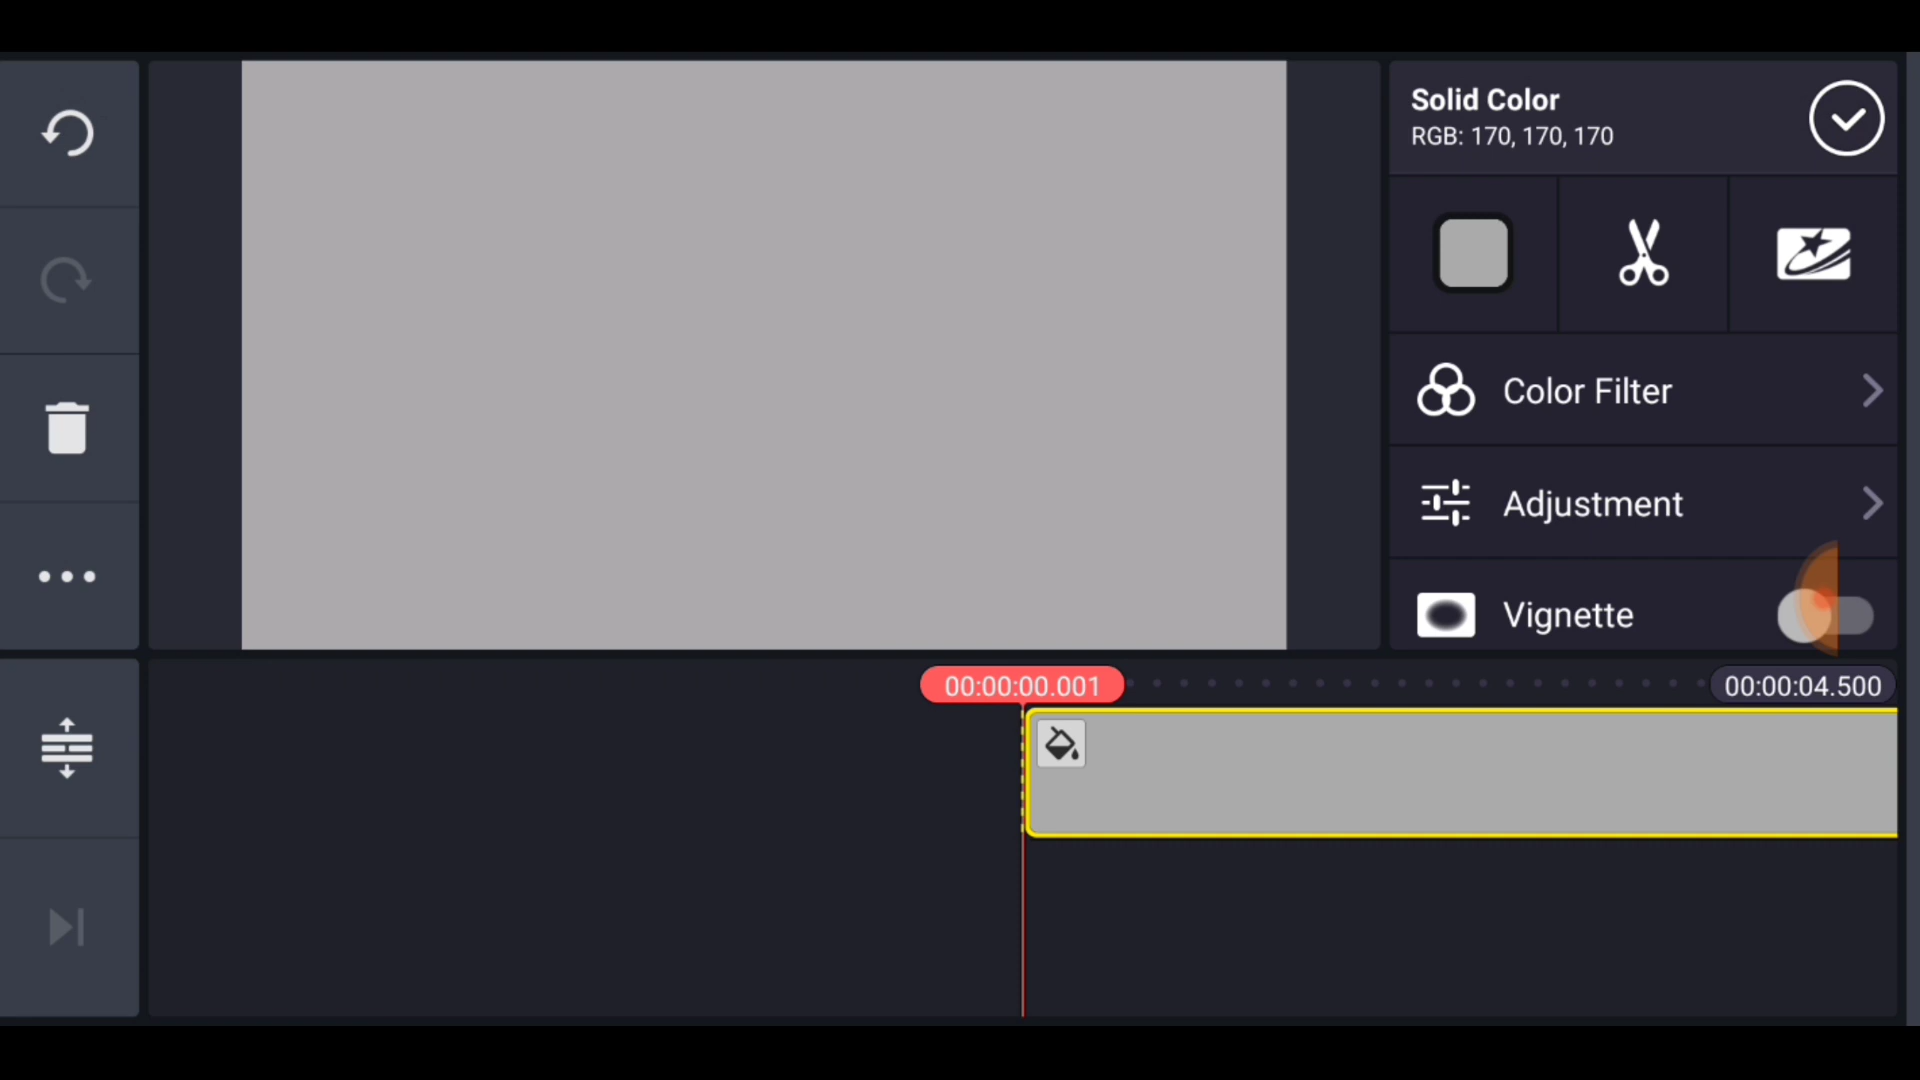 Solid Color
RGB: 170, 170, 170
Color Filter
Adjustment
Vignette
00:00:00.001
00:00:04.500